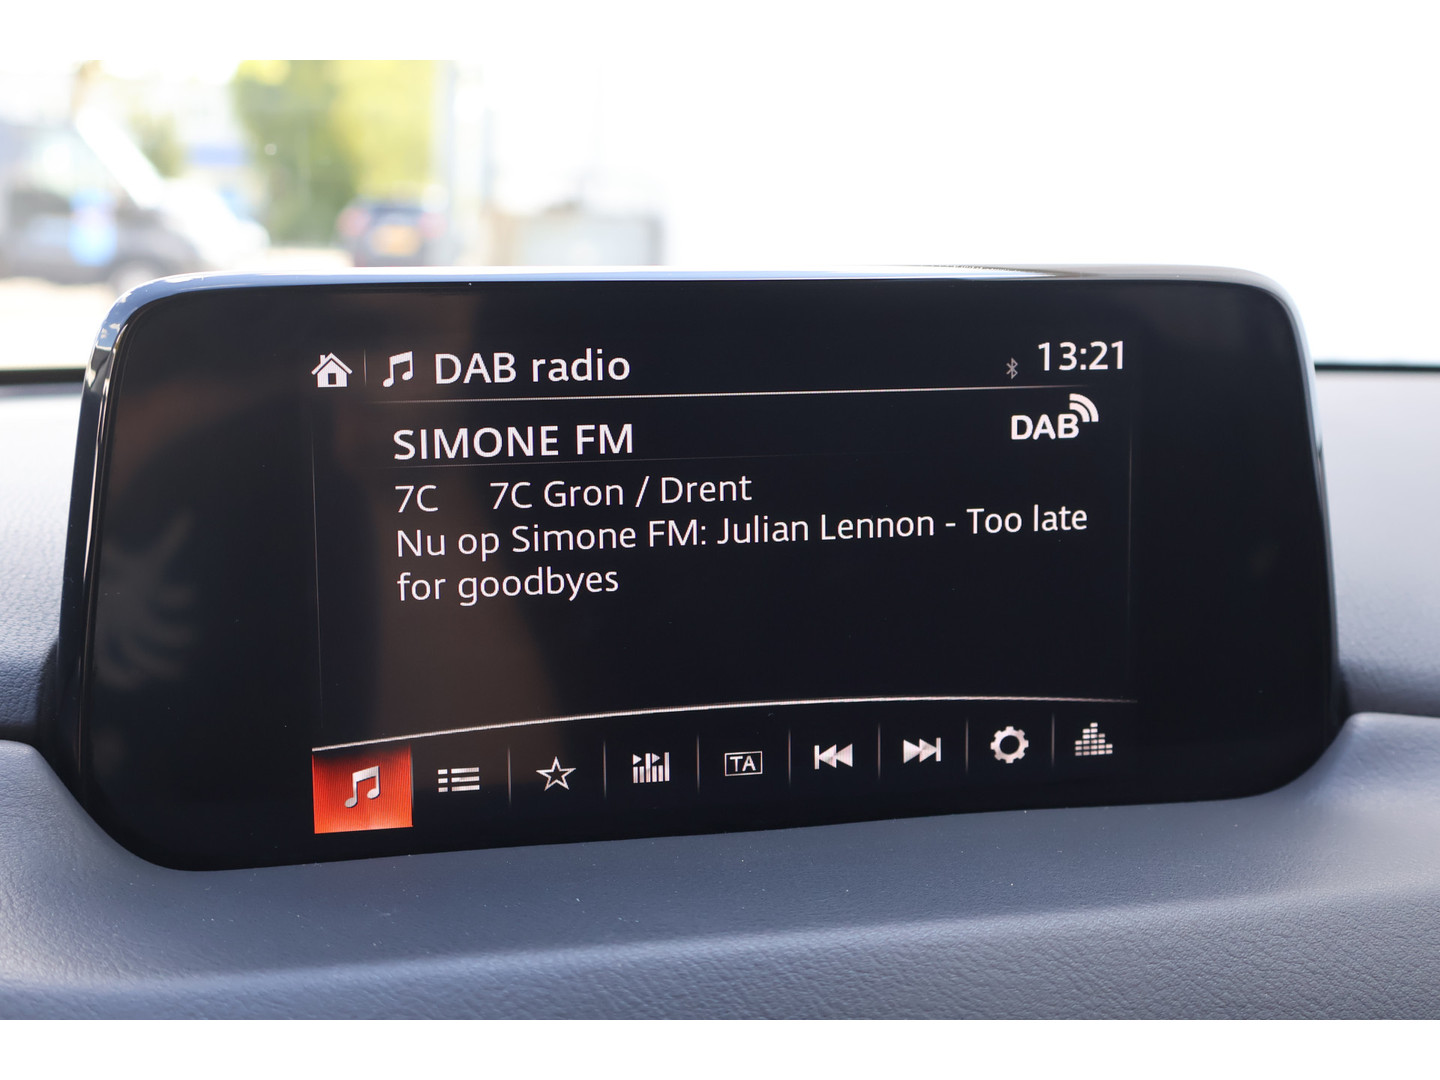 DAB radio
13:21
SIMONE FM
DAB
7C 7C Gron / Drent
Nu op Simone FM: Julian Lennon - Too late
for goodbyes
TA